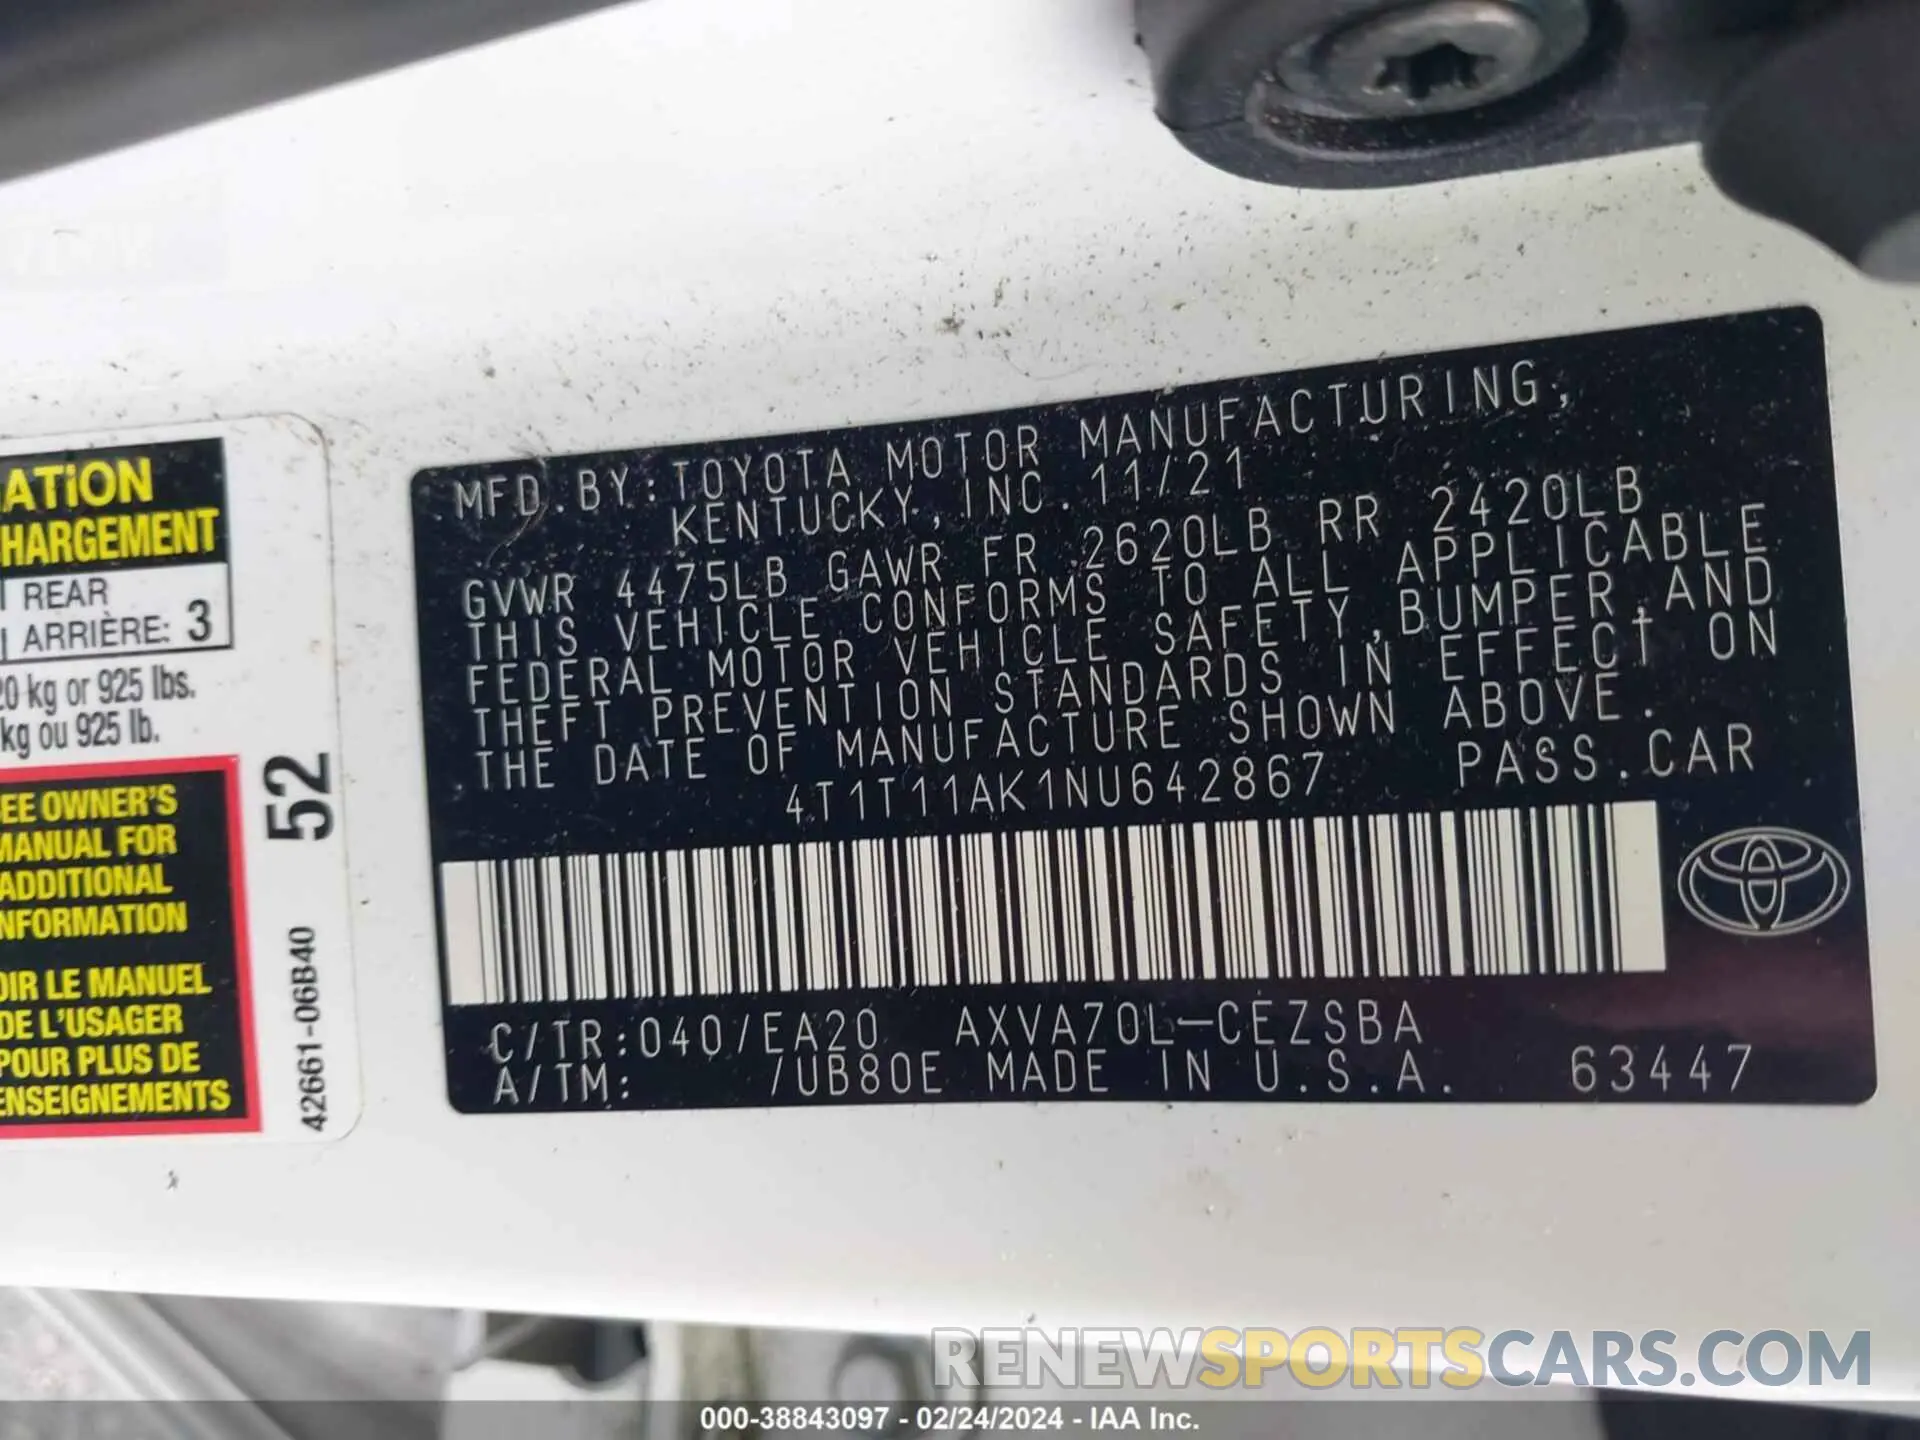 ATION
HARGEMENT
REAR
ARRIÈRE: 3
20 kg or 925 lbs.
kg ou 925 lb.
SEE OWNER'S
MANUAL FOR
ADDITIONAL
INFORMATION
OIR LE MANUEL
DE L'USAGER
POUR PLUS DE
ENSEIGNEMENTS
52
42661-06B40
MFD.BY:TOYOTA MOTOR MANUFACTURING,
KENTUCKY,INC.11/21
GVWR 4475LB GAWR FR 2620LB RR 2420LB
THIS VEHICLE CONFORMS TO ALL APPLICABLE
FEDERAL MOTOR VEHICLE SAFETY,BUMPER,AND
THEFT PREVENTION STANDARDS IN EFFECT ON
THE DATE OF MANUFACTURE SHOWN ABOVE.
4T1T11AK1NU642867 PASS.CAR
C/TR:040/EA20 AXVA70L-CEZSBA
A/TM: /UB80E MADE IN U.S.A. 63447
RENEWSPORTSCARS.COM
000-38843097 - 02/24/2024 - IAA Inc.